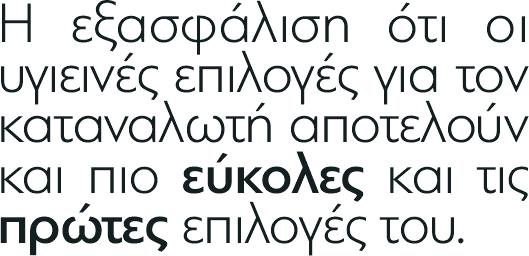 Η εξασφάλιση ότι οι
υγιεινές επιλογές για τον
καταναλωτή αποτελούν
και πιο εύκολες και τις
πρώτες επιλογές του.